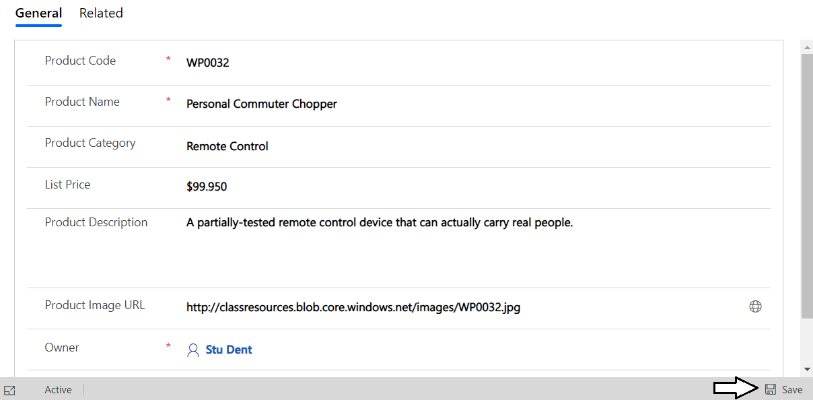 General Related
Product Code * WP0032
Product Name * Personal Commuter Chopper
Product Category Remote Control
List Price $99.950
Product Description A partially-tested remote control device that can actually carry real people.
Product Image URL http://classresources.blob.core.windows.net/images/WP0032.jpg
Owner * Stu Dent
Active Save